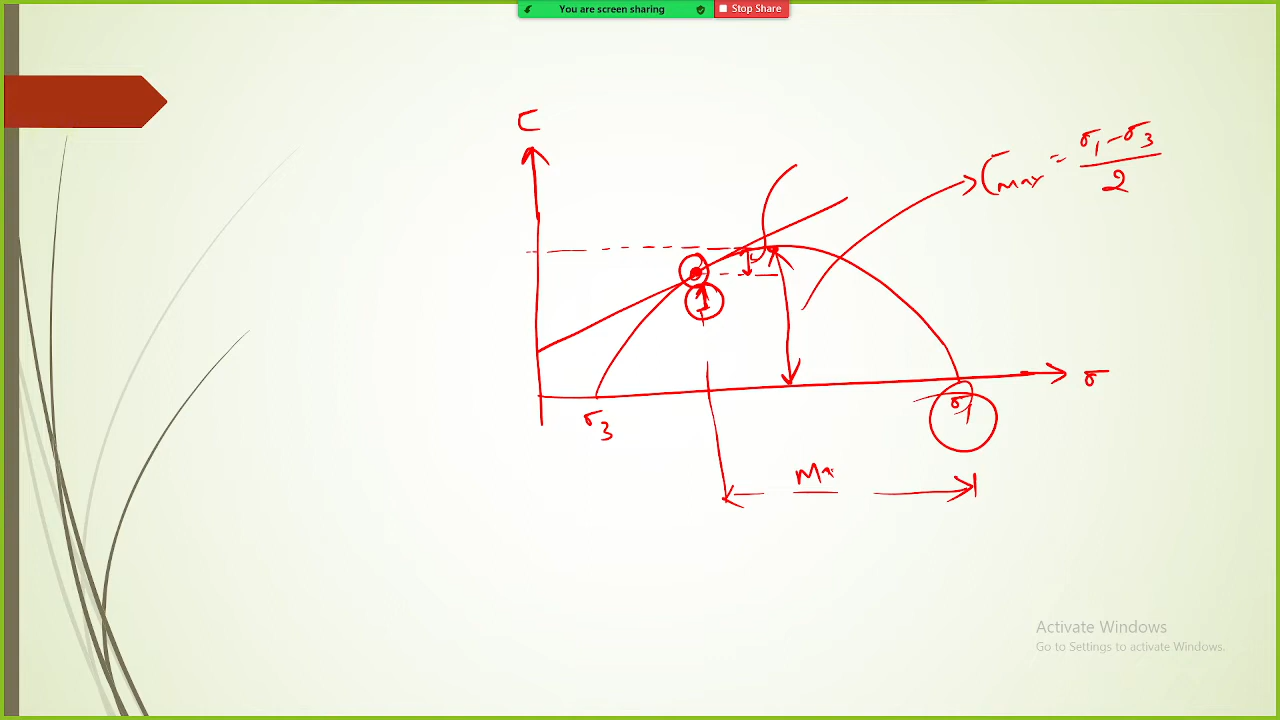 You are screen sharing
Stop Share
τ
τmax = σ1-σ3
2
σ3
σ1
σ
Ma
Activate Windows
Go to Settings to activate Windows.